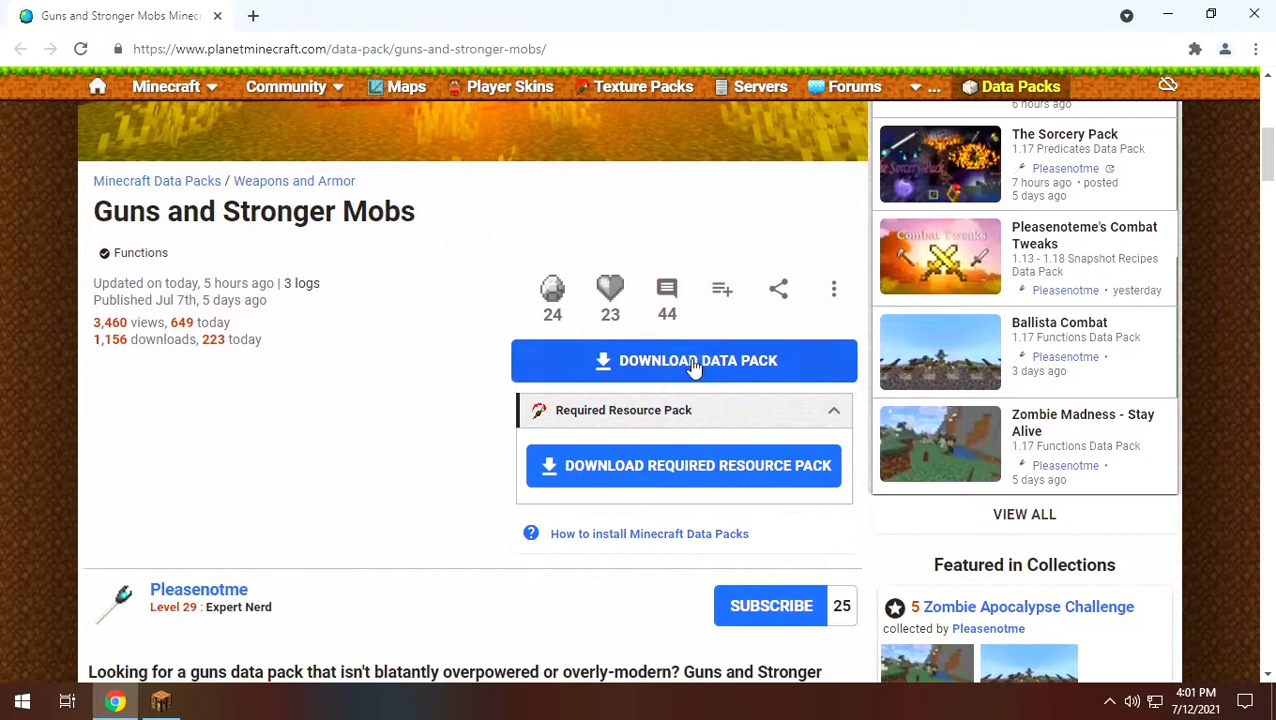 Guns and Stronger Mobs Minec
https://www.planetminecraft.com/data-pack/guns-and-stronger-mobs/
Minecraft
Community
Maps
Player Skins
Texture Packs
Servers
Forums
...
Data Packs
Minecraft Data Packs / Weapons and Armor
Guns and Stronger Mobs
Functions
Updated on today, 5 hours ago | 3 logs
Published Jul 7th, 5 days ago
3,460 views, 649 today
1,156 downloads, 223 today
24
23
44
DOWNLOAD DATA PACK
Required Resource Pack
DOWNLOAD REQUIRED RESOURCE PACK
How to install Minecraft Data Packs
Pleasenotme
Level 29 : Expert Nerd
SUBSCRIBE 25
Looking for a guns data pack that isn't blatantly overpowered or overly-modern? Guns and Stronger
6 hours ago
The Sorcery Pack
1.17 Predicates Data Pack
Pleasenotme
7 hours ago • posted
5 days ago
Combat Tweaks
Pleasenoteme's Combat
Tweaks
1.13 - 1.18 Snapshot Recipes
Data Pack
Pleasenotme • yesterday
Ballista Combat
1.17 Functions Data Pack
Pleasenotme •
3 days ago
Zombie Madness - Stay
Alive
1.17 Functions Data Pack
Pleasenotme •
5 days ago
VIEW ALL
Featured in Collections
5 Zombie Apocalypse Challenge
collected by Pleasenotme
4:01 PM
7/12/2021